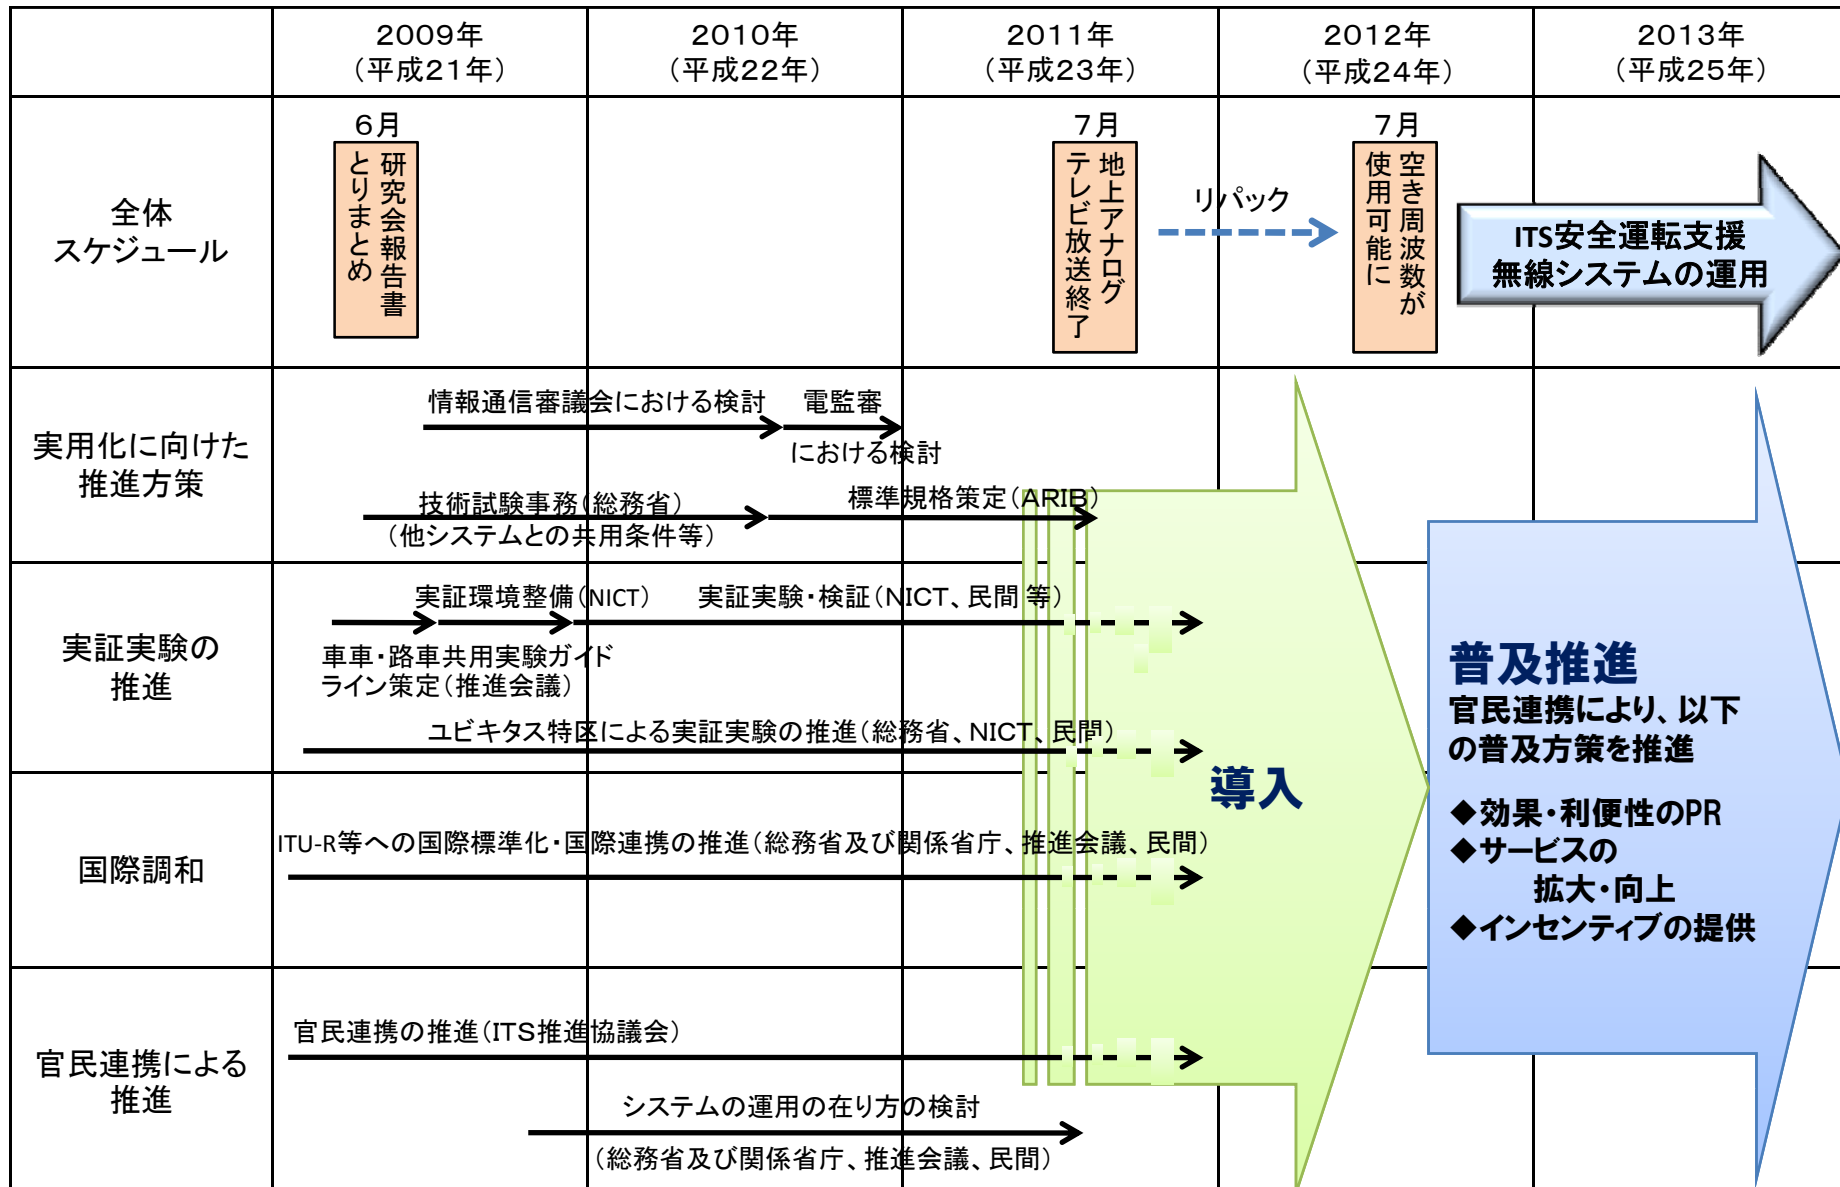 2009年
（平成21年）
2010年
（平成22年）
2011年
（平成23年）
2012年
（平成24年）
2013年
（平成25年）
全体
スケジュール
6月
研究会報告書
とりまとめ
7月
地上アナログ
テレビ放送終了
リパック
7月
空き周波数が
使用可能に
ITS安全運転支援
無線システムの運用
実用化に向けた
推進方策
情報通信審議会における検討
電監審
における検討
技術試験事務（総務省）
（他システムとの共用条件等）
標準規格策定（ARIB）
実証実験の
推進
実証環境整備（NICT）
実証実験・検証（NICT、民間 等）
車車・路車共用実験ガイド
ライン策定（推進会議）
ユビキタス特区による実証実験の推進（総務省、NICT、民間）
国際調和
ITU-R等への国際標準化・国際連携の推進（総務省及び関係省庁、推進会議、民間）
官民連携による
推進
官民連携の推進（ITS推進協議会）
システムの運用の在り方の検討
（総務省及び関係省庁、推進会議、民間）
導入
普及推進
官民連携により、以下
の普及方策を推進
◆効果・利便性のPR
◆サービスの
拡大・向上
◆インセンティブの提供